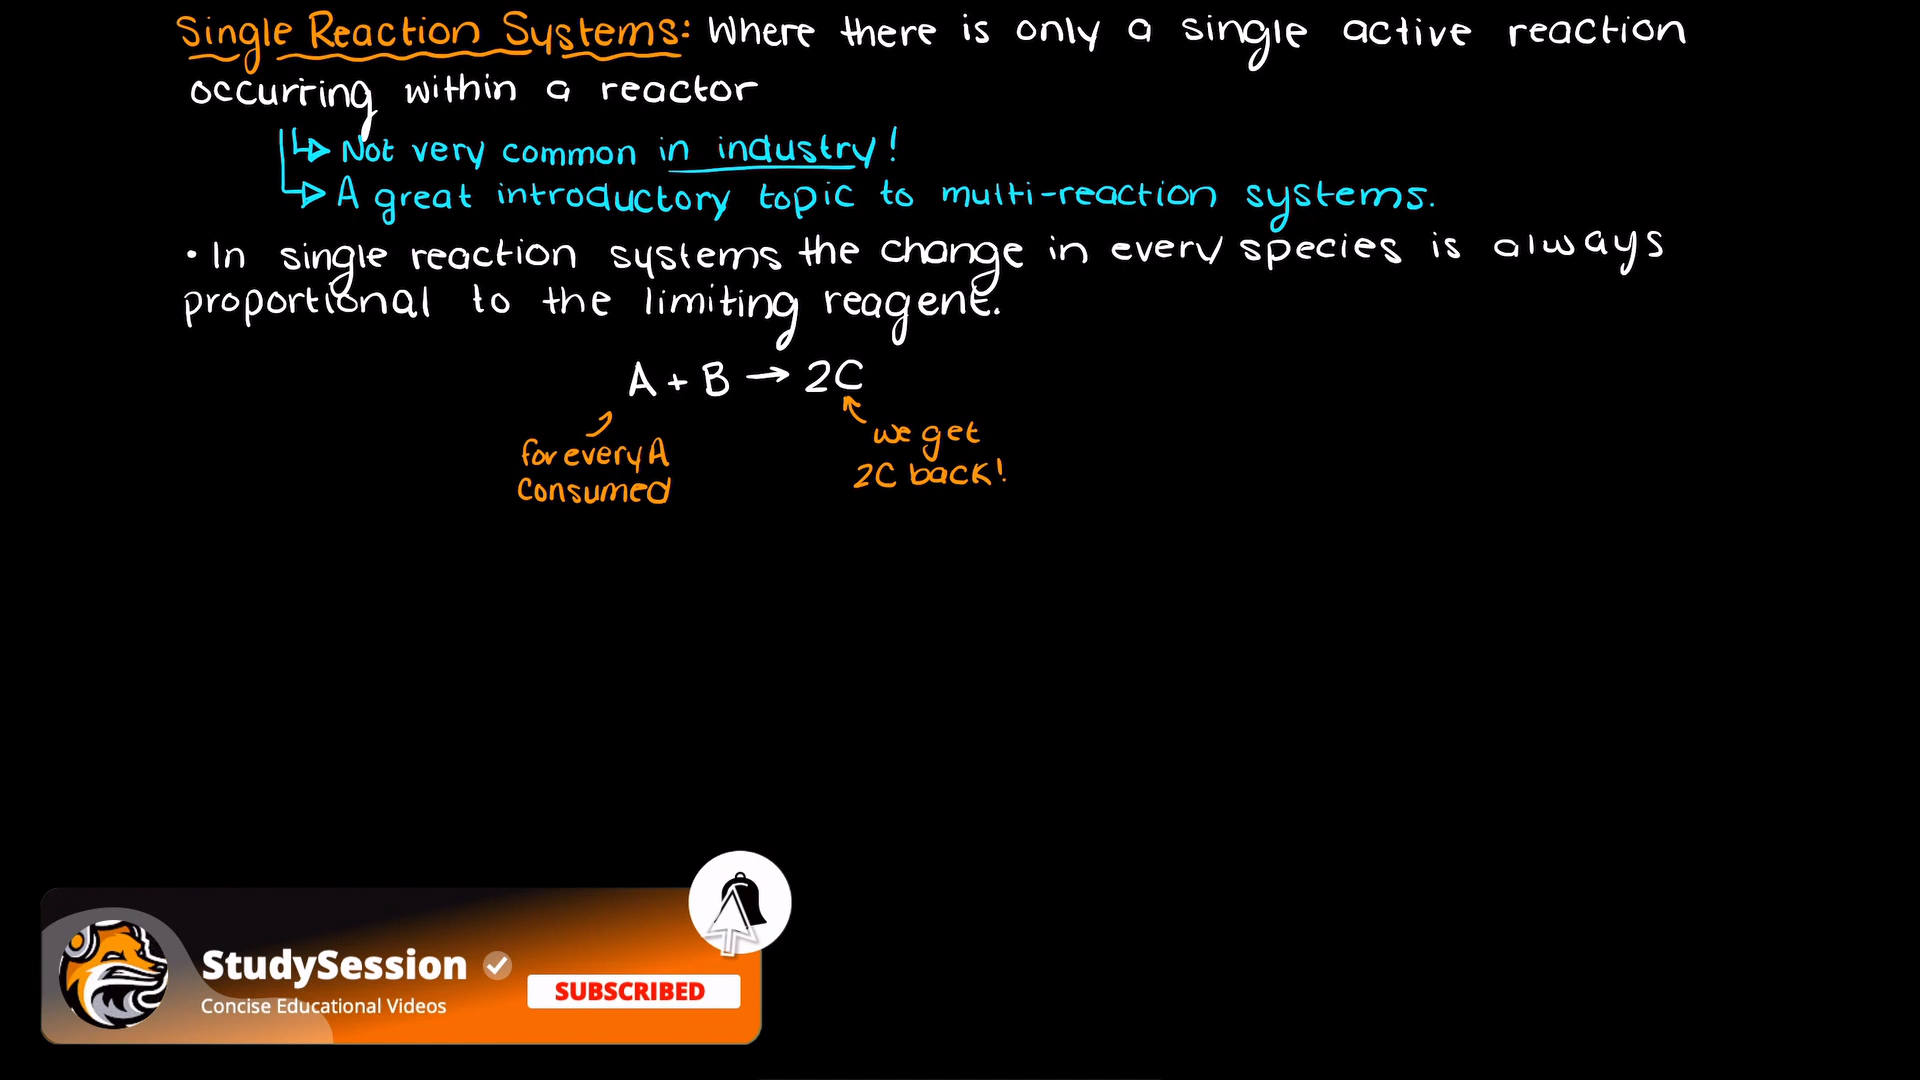 Single Reaction Systems: Where there is only a single active reaction
occurring within a reactor
Not very common in industry!
A great introductory topic to multi-reaction systems.
• In single reaction systems the change in every species is always
proportional to the limiting reagent.
A + B → 2C
for every A
consumed
we get
2C back!
StudySession
Concise Educational Videos
SUBSCRIBED